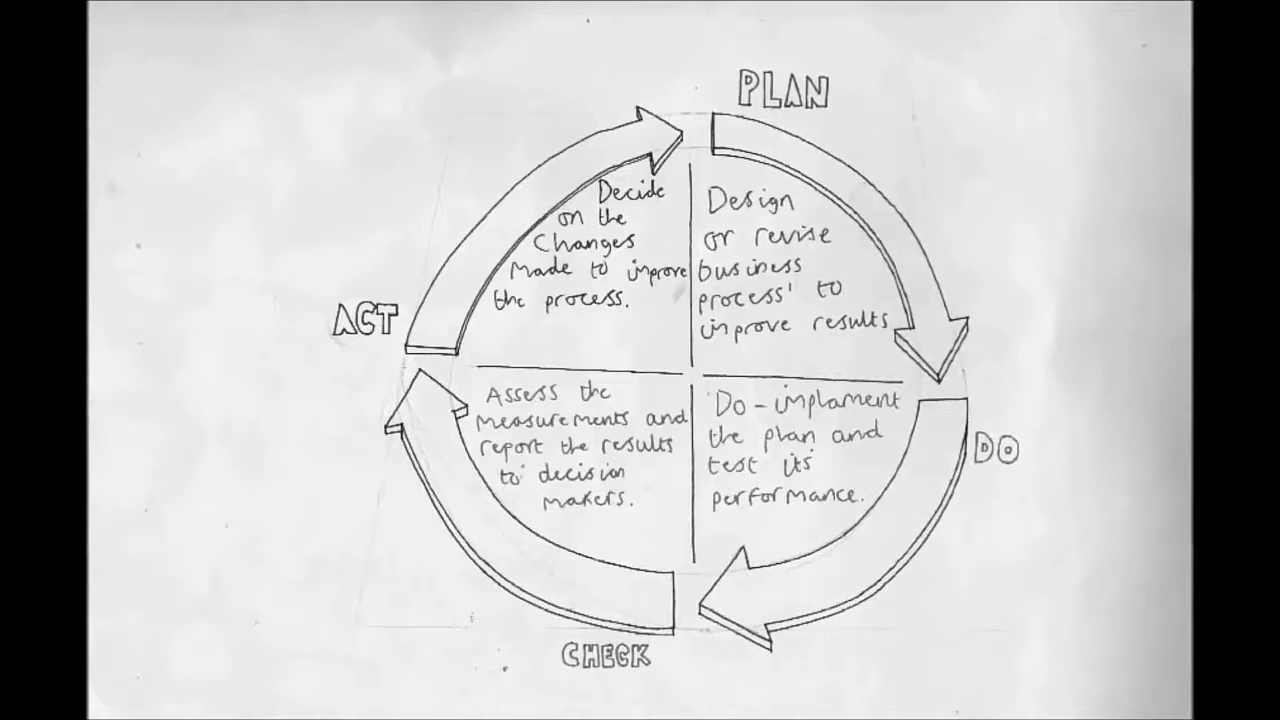 PLAN
Design
or revise
business
process' to
improve results
DO
Do - implament
the plan and
test its
performance.
CHECK
Assess the
measurements and
report the results
to decision
makers.
ACT
Decide
on the
Changes
made to improve
the process.